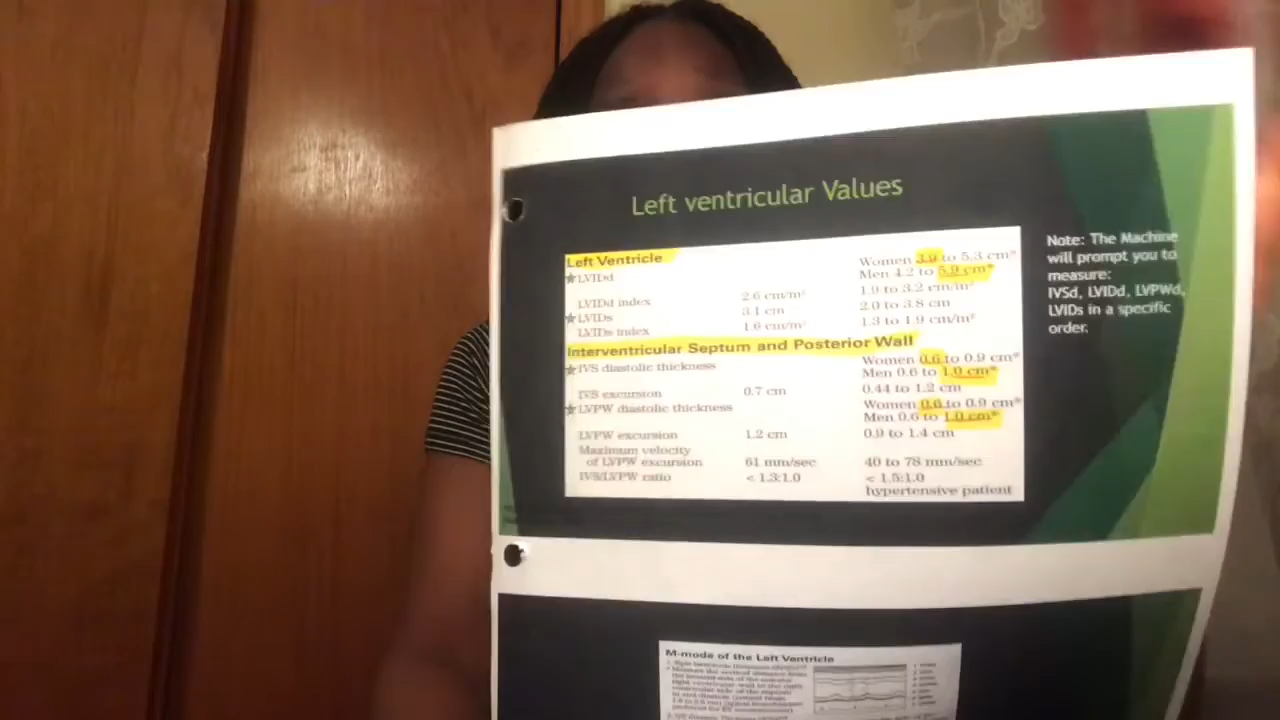 Left ventricular Values
Left Ventricle
Women 3.9 to 5.3 cm*
★LVIDd
Men 4.2 to 5.9 cm*
LVIDd index 2.6 cm/m² 1.9 to 3.2 cm/m²
★LVIDs 3.1 cm 2.0 to 3.8 cm
LVIDs index 1.6 cm/m² 1.3 to 1.9 cm/m²
Interventricular Septum and Posterior Wall
★IVS diastolic thickness Women 0.6 to 0.9 cm*
Men 0.6 to 1.0 cm*
IVS excursion 0.7 cm 0.44 to 1.2 cm
★LVPW diastolic thickness Women 0.6 to 0.9 cm*
Men 0.6 to 1.0 cm*
LVPW excursion 1.2 cm 0.9 to 1.4 cm
Maximum velocity
of LVPW excursion 61 mm/sec 40 to 78 mm/sec
IVS/LVPW ratio < 1.3:1.0 < 1.5:1.0
hypertensive patient
Note: The Machine
will prompt you to
measure:
IVSd, LVIDd, LVPWd,
LVIDs in a specific
order.
M-mode of the Left Ventricle